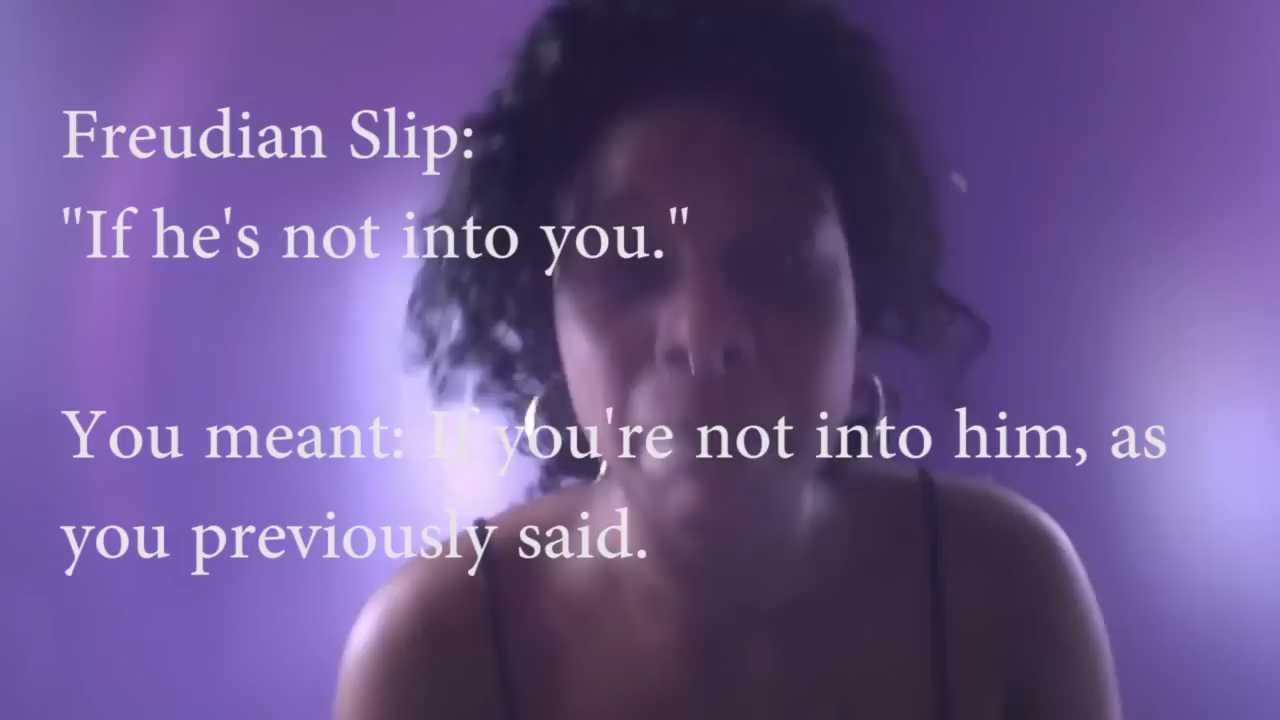 Freudian Slip:
"If he's not into you."
You meant: If you're not into him, as
you previously said.